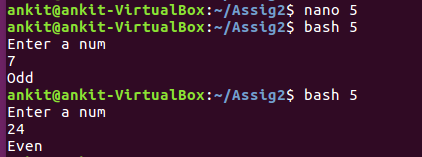 ankit@ankit-VirtualBox:~/Assig2$ nano 5
ankit@ankit-VirtualBox:~/Assig2$ bash 5
Enter a num
7
Odd
ankit@ankit-VirtualBox:~/Assig2$ bash 5
Enter a num
24
Even